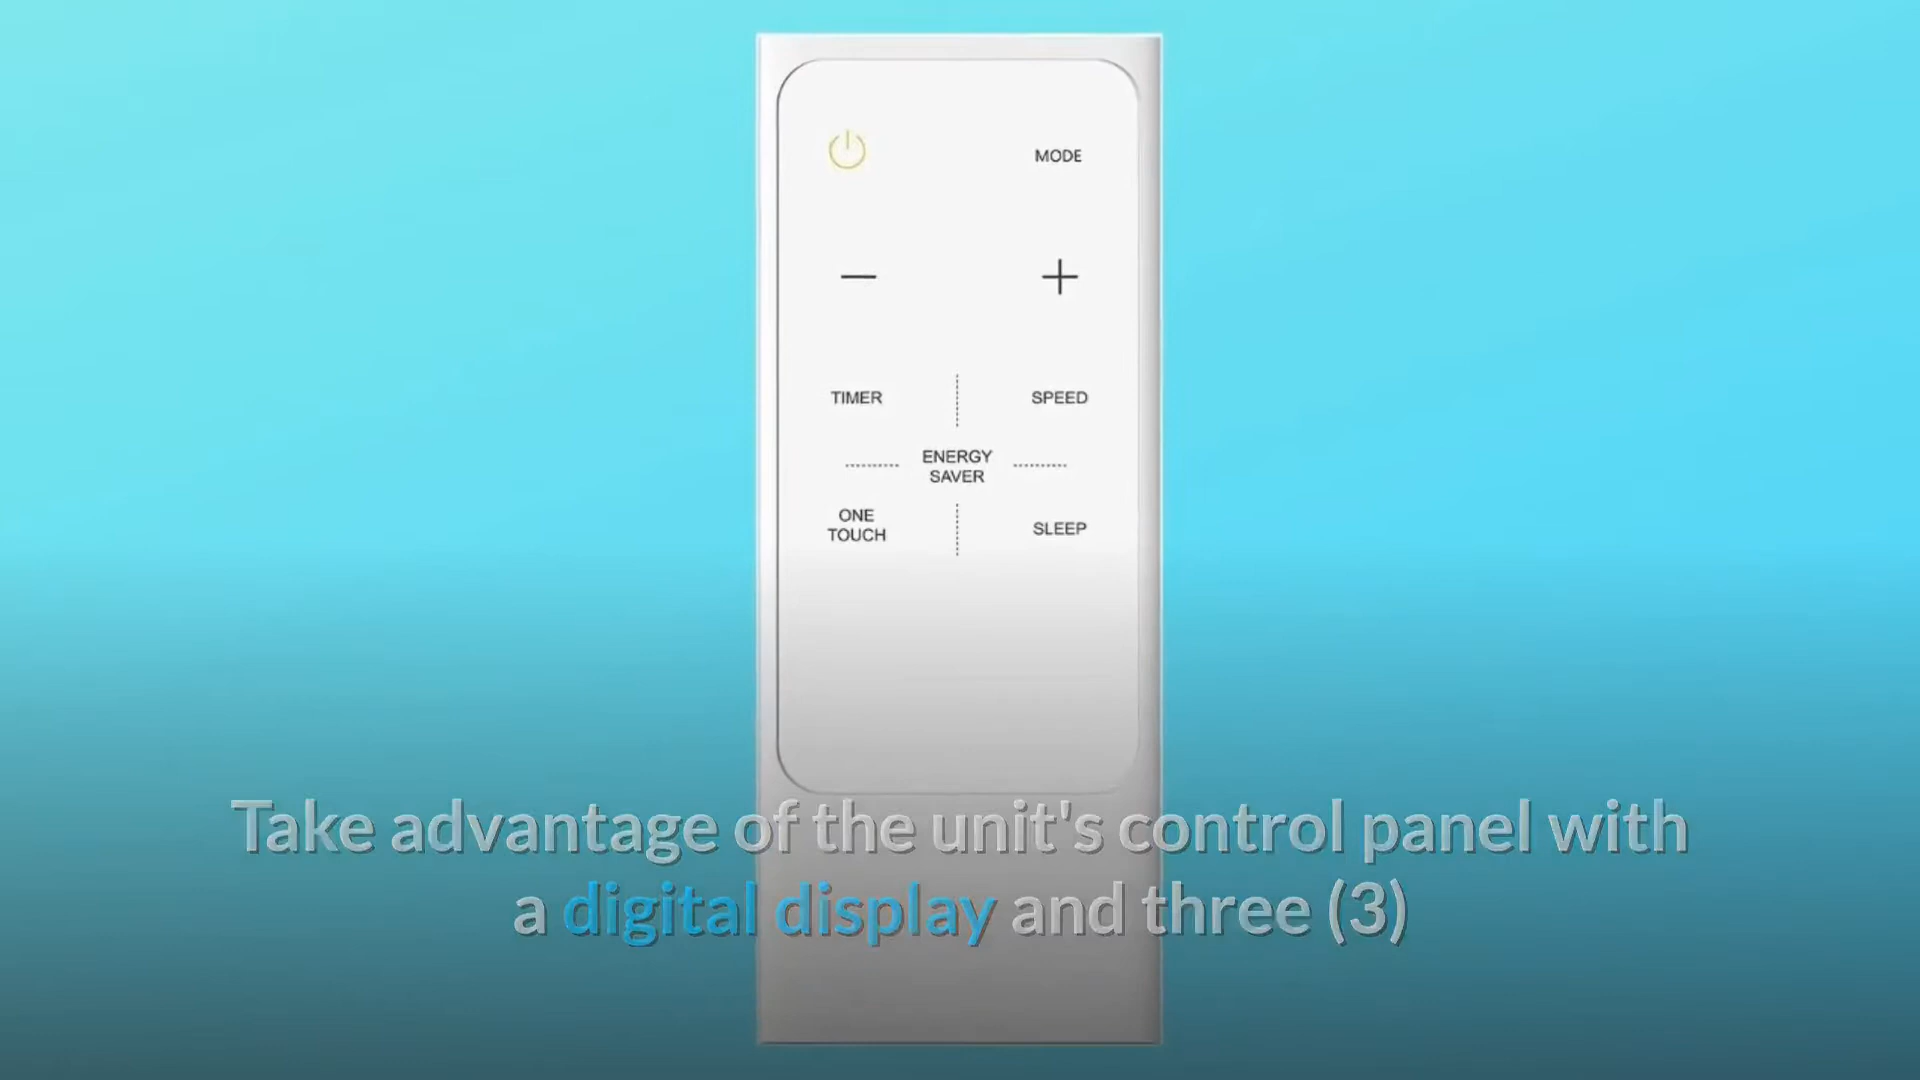 MODE
− +
TIMER SPEED
ENERGY
SAVER
ONE
TOUCH
SLEEP
Take advantage of the unit's control panel with
a digital display and three (3)